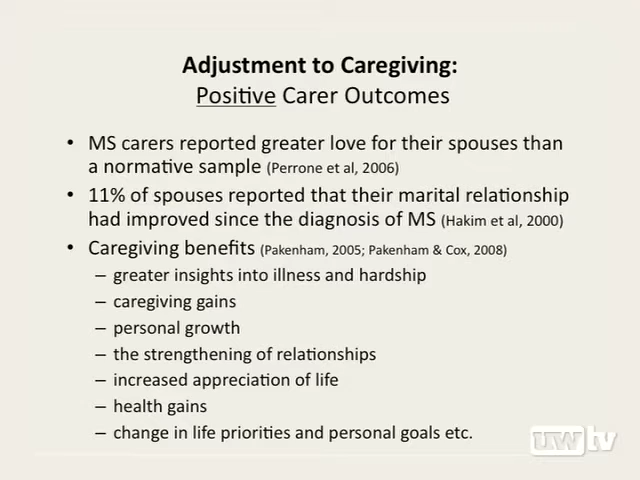 Adjustment to Caregiving:
Positive Carer Outcomes
• MS carers reported greater love for their spouses than
a normative sample (Perrone et al, 2006)
• 11% of spouses reported that their marital relationship
had improved since the diagnosis of MS (Hakim et al, 2000)
• Caregiving benefits (Pakenham, 2005; Pakenham & Cox, 2008)
– greater insights into illness and hardship
– caregiving gains
– personal growth
– the strengthening of relationships
– increased appreciation of life
– health gains
– change in life priorities and personal goals etc.
uwtv